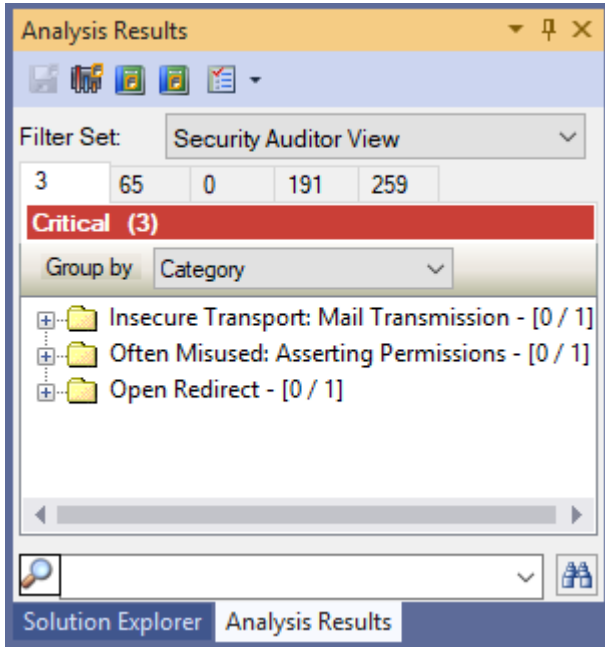 Analysis Results
Filter Set: Security Auditor View
3 65 0 191 259
Critical (3)
Group by Category
Insecure Transport: Mail Transmission - [0 / 1]
Often Misused: Asserting Permissions - [0 / 1]
Open Redirect - [0 / 1]
Solution Explorer Analysis Results